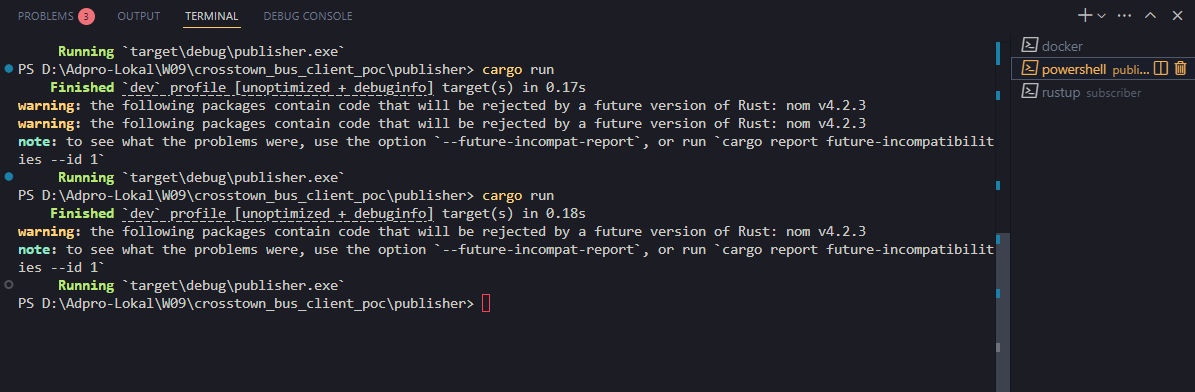 PROBLEMS 3 OUTPUT TERMINAL DEBUG CONSOLE
Running `target\debug\publisher.exe`
PS D:\Adpro-Lokal\W09\crosstown_bus_client_poc\publisher> cargo run
Finished `dev` profile [unoptimized + debuginfo] target(s) in 0.17s
warning: the following packages contain code that will be rejected by a future version of Rust: nom v4.2.3
warning: the following packages contain code that will be rejected by a future version of Rust: nom v4.2.3
note: to see what the problems were, use the option `--future-incompat-report`, or run `cargo report future-incompatibilit
ies --id 1`
Running `target\debug\publisher.exe`
PS D:\Adpro-Lokal\W09\crosstown_bus_client_poc\publisher> cargo run
Finished `dev` profile [unoptimized + debuginfo] target(s) in 0.18s
warning: the following packages contain code that will be rejected by a future version of Rust: nom v4.2.3
note: to see what the problems were, use the option `--future-incompat-report`, or run `cargo report future-incompatibilit
ies --id 1`
Running `target\debug\publisher.exe`
PS D:\Adpro-Lokal\W09\crosstown_bus_client_poc\publisher>
docker
powershell publi...
rustup subscriber